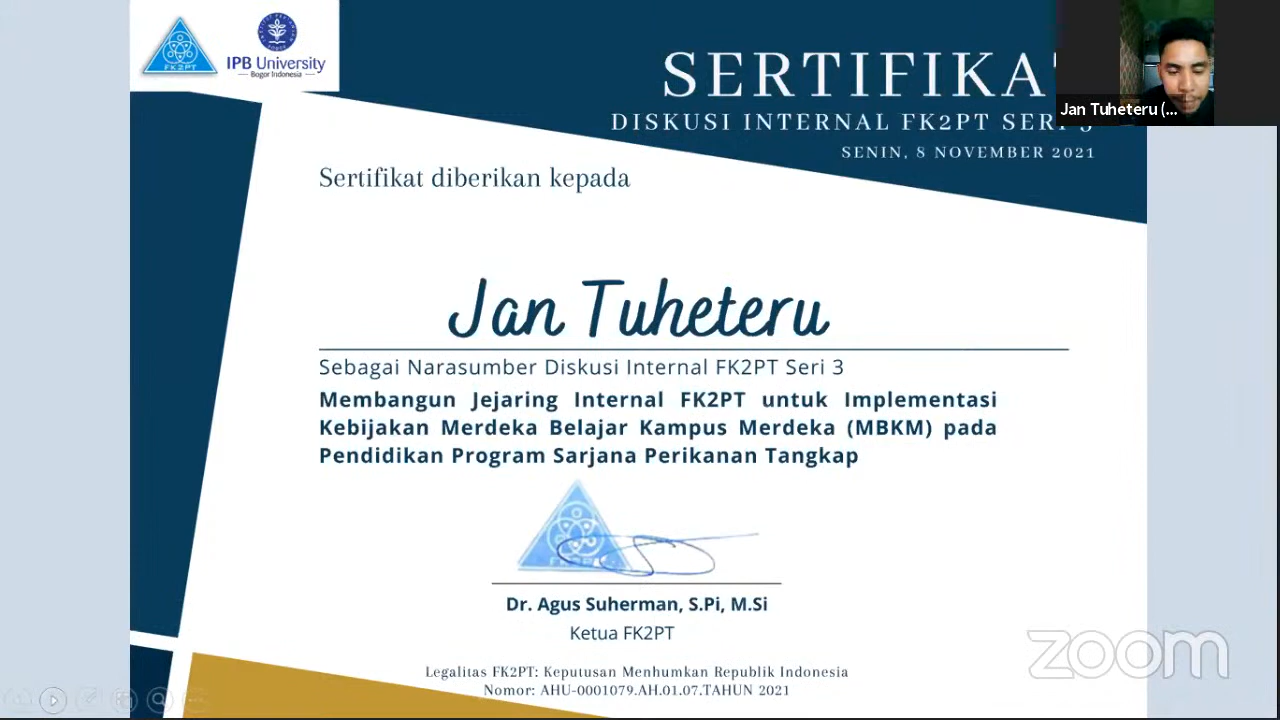 FK2PT
IPB University
Bogor Indonesia
SERTIFIKA
DISKUSI INTERNAL FK2PT SERI 3
SENIN, 8 NOVEMBER 2021
Jan Tuheteru (...
Sertifikat diberikan kepada
Jan Tuheteru
Sebagai Narasumber Diskusi Internal FK2PT Seri 3
Membangun Jejaring Internal FK2PT untuk Implementasi
Kebijakan Merdeka Belajar Kampus Merdeka (MBKM) pada
Pendidikan Program Sarjana Perikanan Tangkap
Dr. Agus Suherman, S.Pi, M.Si
Ketua FK2PT
Legalitas FK2PT: Keputusan Menhumkan Republik Indonesia
Nomor: AHU-0001079.AH.01.07.TAHUN 2021
zoom